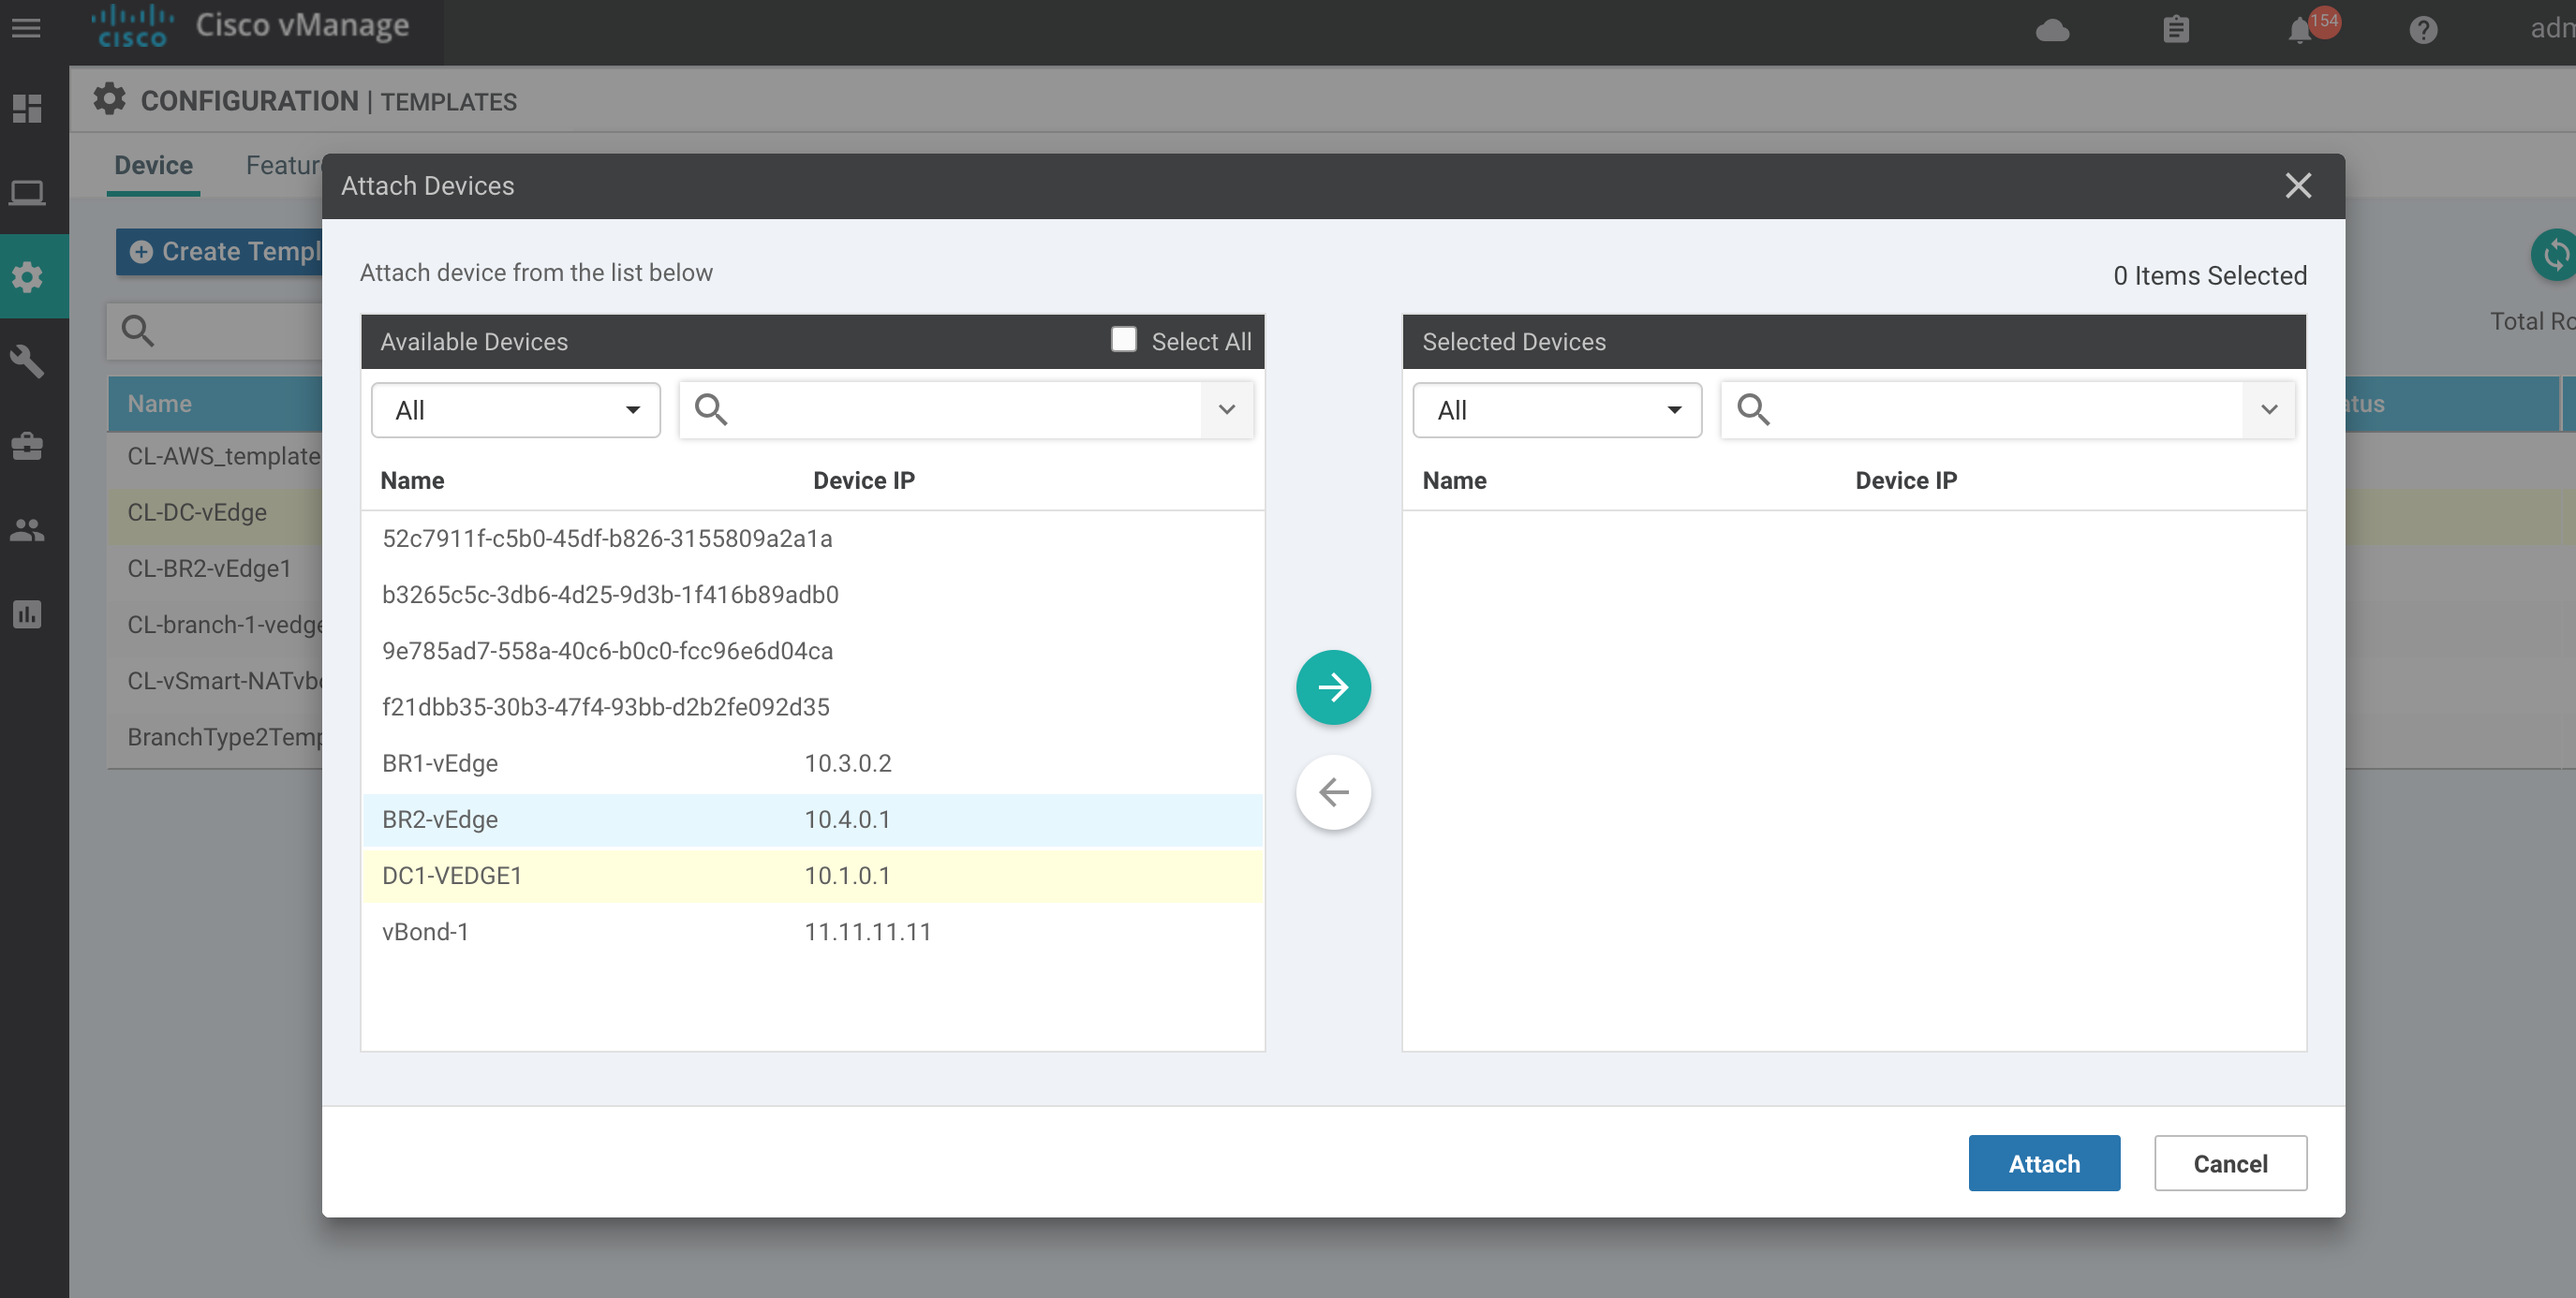 CISCO Cisco vManage
154
adm
CONFIGURATION | TEMPLATES
Device Featur
Attach Devices
Create Templ
Attach device from the list below
0 Items Selected
Total Ro
Available Devices Select All
Selected Devices
All
All
Name
Name Device IP
Name Device IP
atus
CL-AWS_template
CL-DC-vEdge
CL-BR2-vEdge1
CL-branch-1-vedge
CL-vSmart-NATvb
BranchType2Temp
52c7911f-c5b0-45df-b826-3155809a2a1a
b3265c5c-3db6-4d25-9d3b-1f416b89adb0
9e785ad7-558a-40c6-b0c0-fcc96e6d04ca
f21dbb35-30b3-47f4-93bb-d2b2fe092d35
BR1-vEdge 10.3.0.2
BR2-vEdge 10.4.0.1
DC1-VEDGE1 10.1.0.1
vBond-1 11.11.11.11
Attach
Cancel